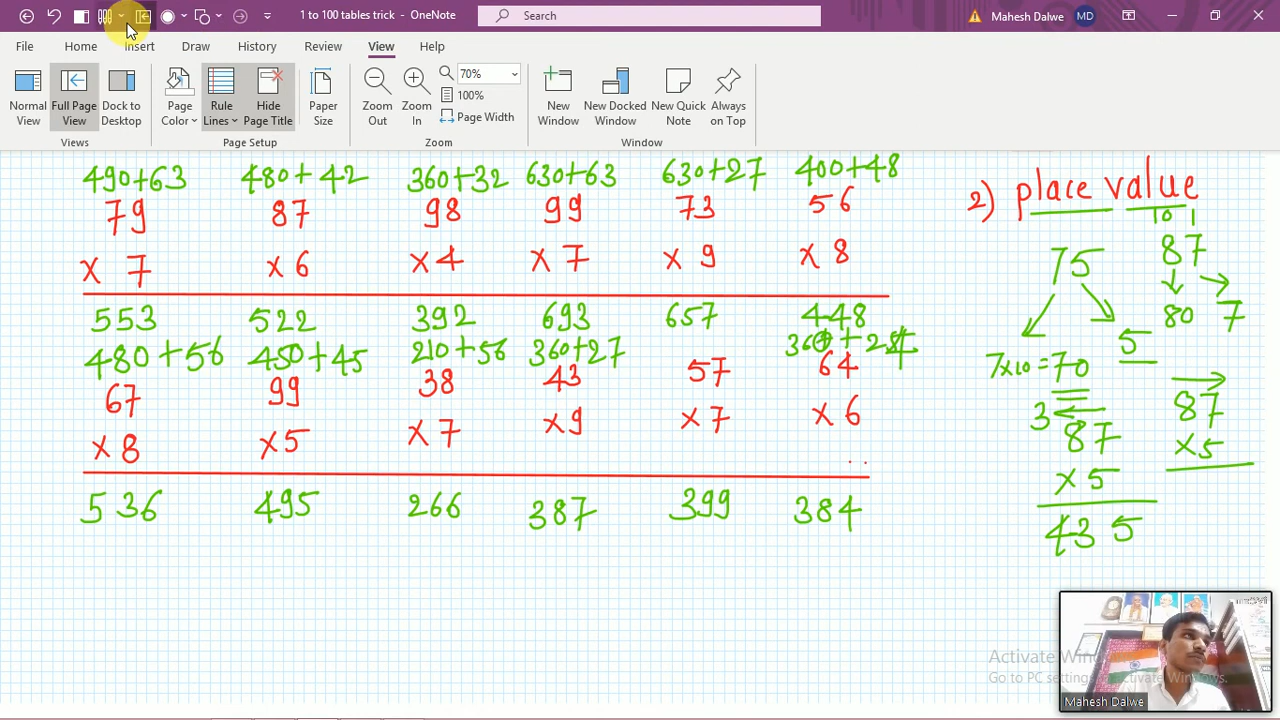 1 to 100 tables trick - OneNote
Search
Mahesh Dalwe MD
File Home Insert Draw History Review View Help
Normal View
Full Page View
Dock to Desktop
Page Color
Rule Lines
Hide Page Title
Paper Size
Zoom Out
Zoom In
70%
100%
Page Width
New Window
New Docked Window
New Quick Note
Always on Top
Views Page Setup Zoom Window
490+63 480+42 360+32 630+63 630+27 400+48
79 87 98 99 73 56
x 7 x 6 x 4 x 7 x 9 x 8
553 522 392 693 657 448
480+56 450+45 210+56 360+27 360+24
67 99 38 43 57 64
x 8 x 5 x 7 x 9 x 7 x 6
536 495 266 387 399 384
2) place value
10 1
75 87
80 7
5
7x10=70
3
87 87
x 5 x 5
435
Activate Win
Go to PC settings to activate Windows.
Mahesh Dalwe